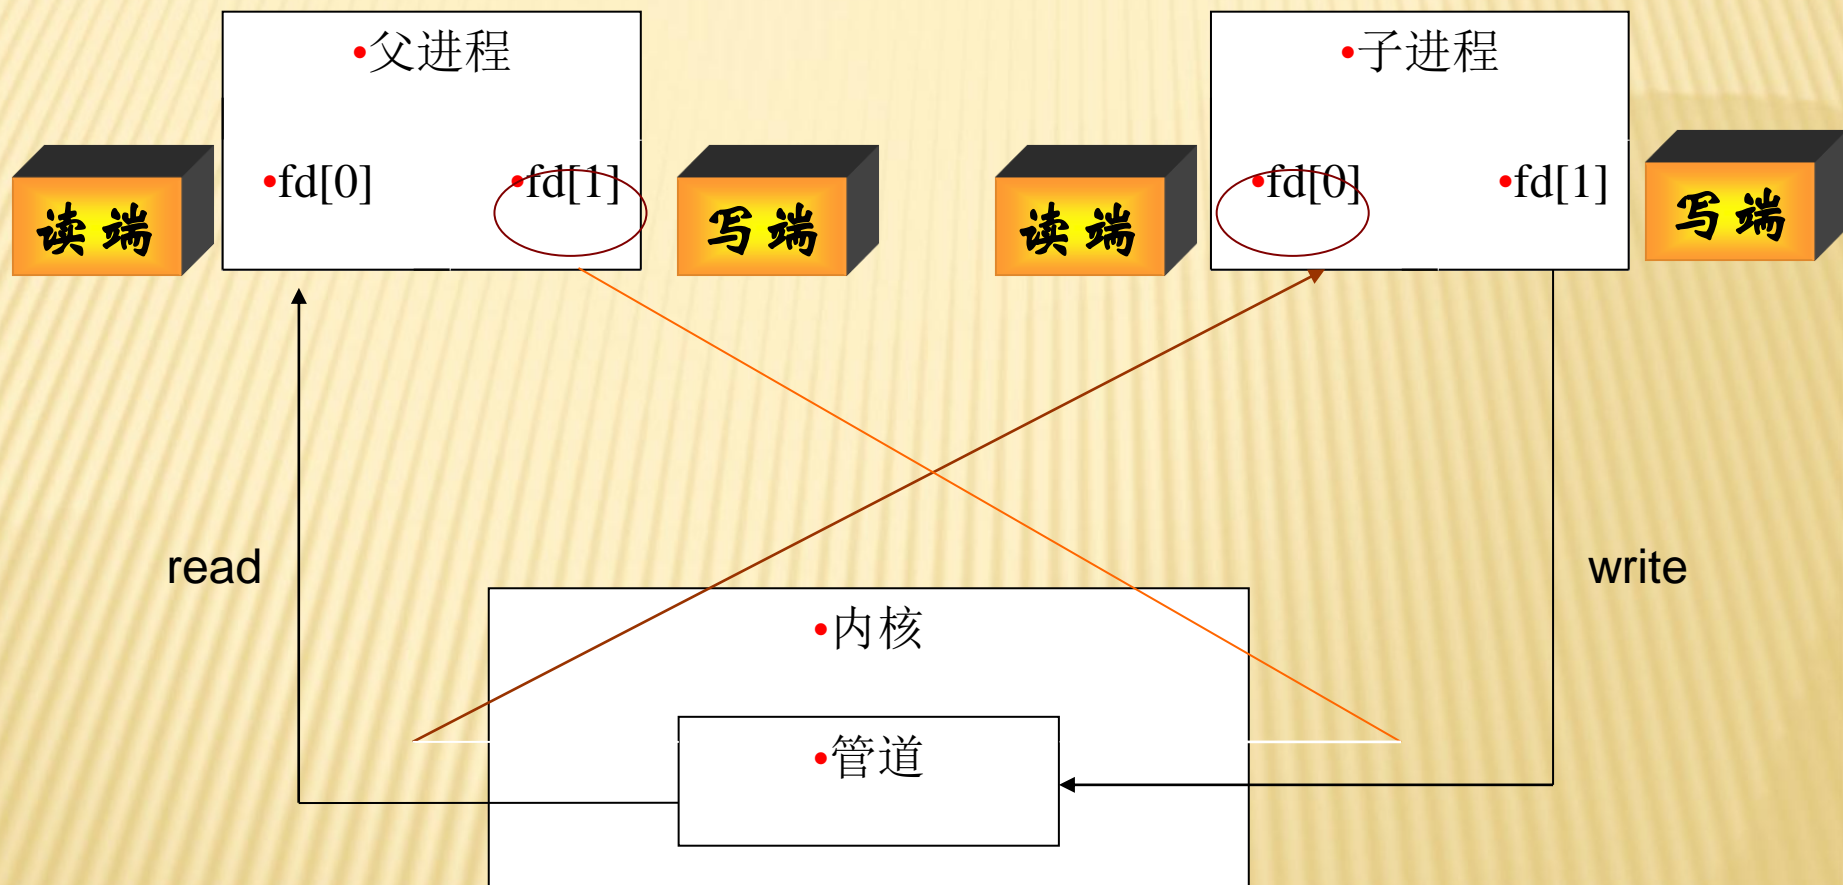 •父进程
•子进程
•fd[0]
•fd[1]
•fd[0]
•fd[1]
读端
写端
读端
写端
read
write
•内核
•管道